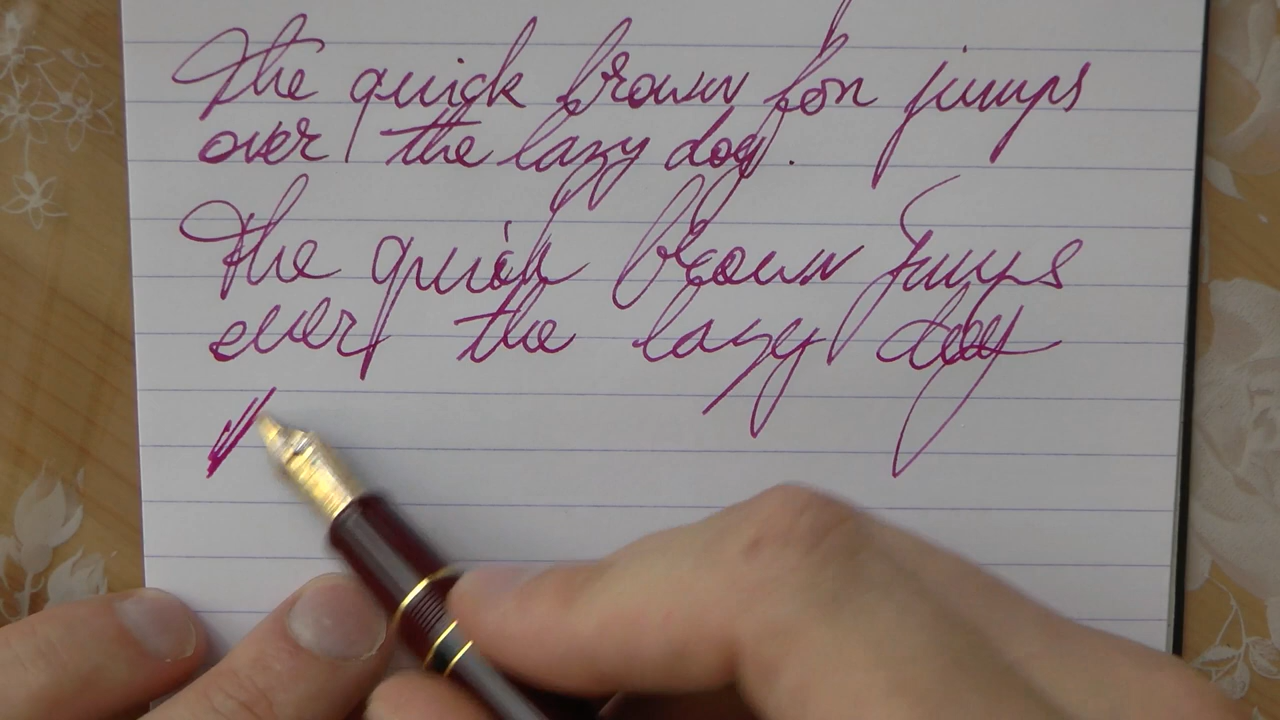 The quick brown fox jumps
over the lazy dog.
The quick brown jumps
over the lazy dog